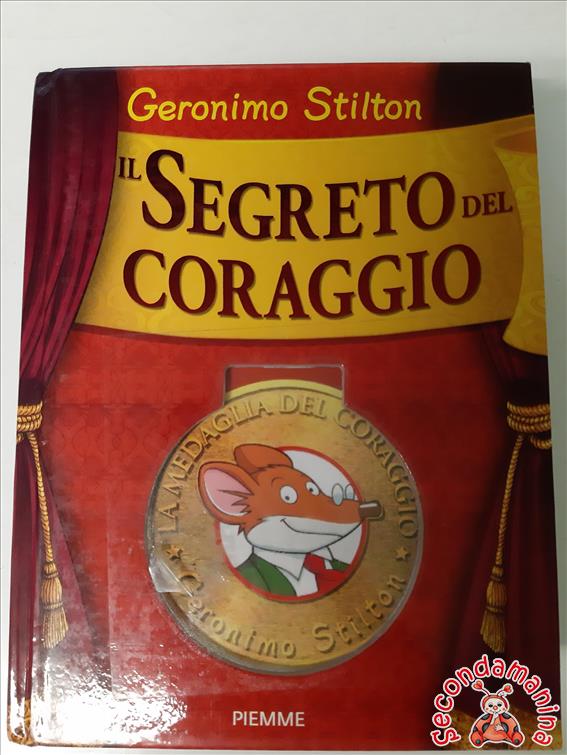 Geronimo Stilton
IL SEGRETO DEL
CORAGGIO
★ LA MEDAGLIA DEL CORAGGIO ★
Geronimo Stilton
PIEMME
Secondamanina